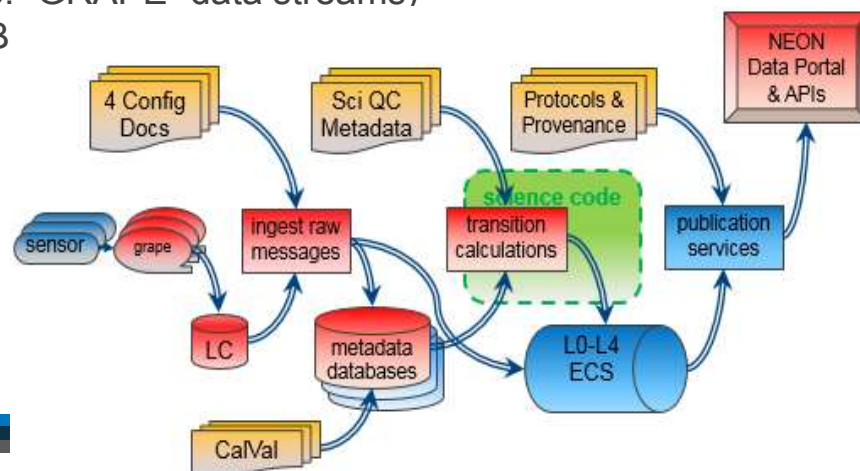 "GRAPE" data streams,
NEON
Data Portal
& APIs
4 Config
Docs
Sci QC
Metadata
Protocols &
Provenance
science code
sensor
grape
ingest raw
messages
transition
calculations
publication
services
LC
metadata
databases
L0-L4
ECS
CalVal